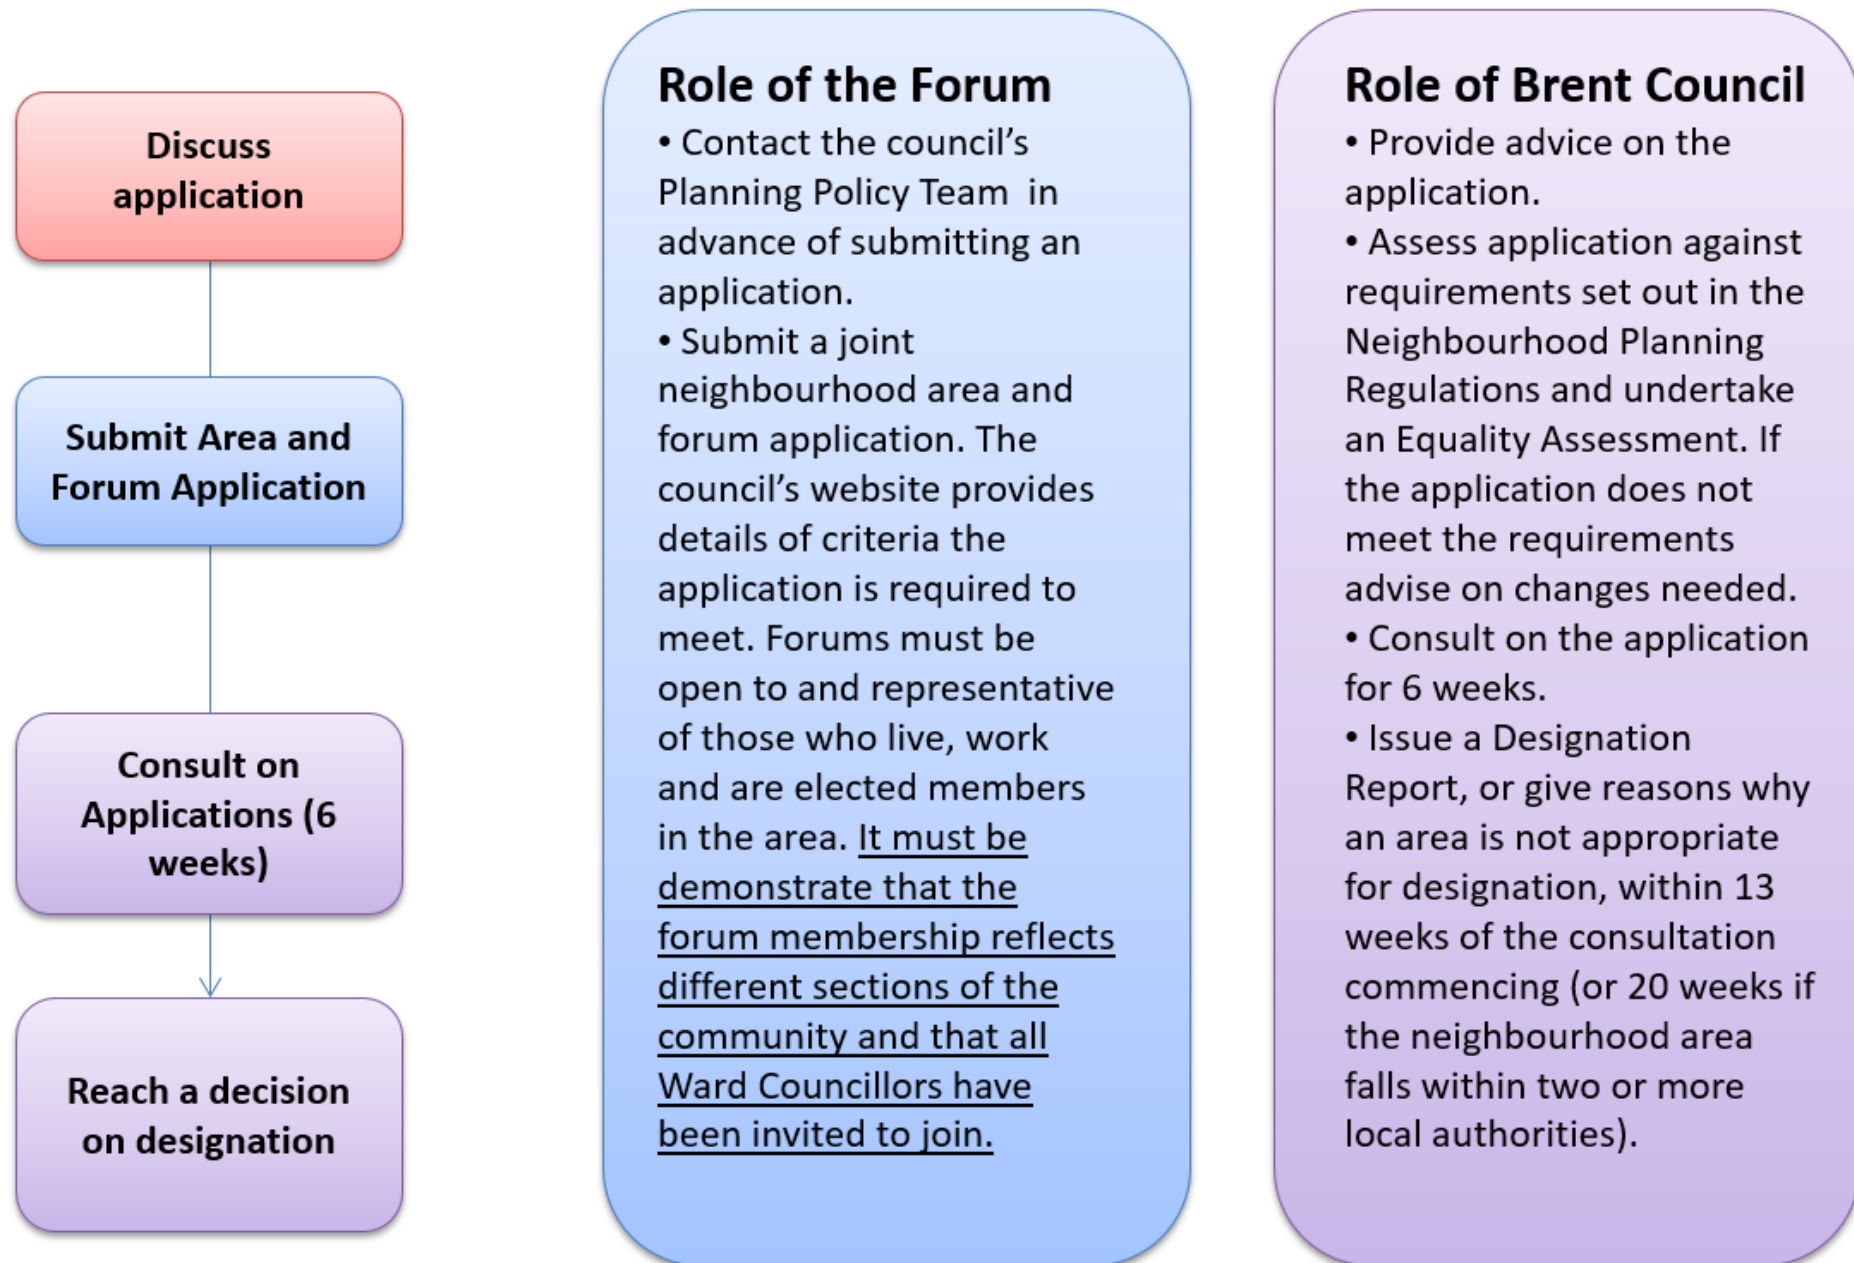 Discuss
application
Submit Area and
Forum Application
Consult on
Applications (6
weeks)
Reach a decision
on designation
Role of the Forum
• Contact the council’s
Planning Policy Team  in
advance of submitting an
application.
• Submit a joint
neighbourhood area and
forum application. The
council’s website provides
details of criteria the
application is required to
meet. Forums must be
open to and representative
of those who live, work
and are elected members
in the area. It must be
demonstrate that the
forum membership reflects
different sections of the
community and that all
Ward Councillors have
been invited to join.
Role of Brent Council
• Provide advice on the
application.
• Assess application against
requirements set out in the
Neighbourhood Planning
Regulations and undertake
an Equality Assessment. If
the application does not
meet the requirements
advise on changes needed.
• Consult on the application
for 6 weeks.
• Issue a Designation
Report, or give reasons why
an area is not appropriate
for designation, within 13
weeks of the consultation
commencing (or 20 weeks if
the neighbourhood area
falls within two or more
local authorities).